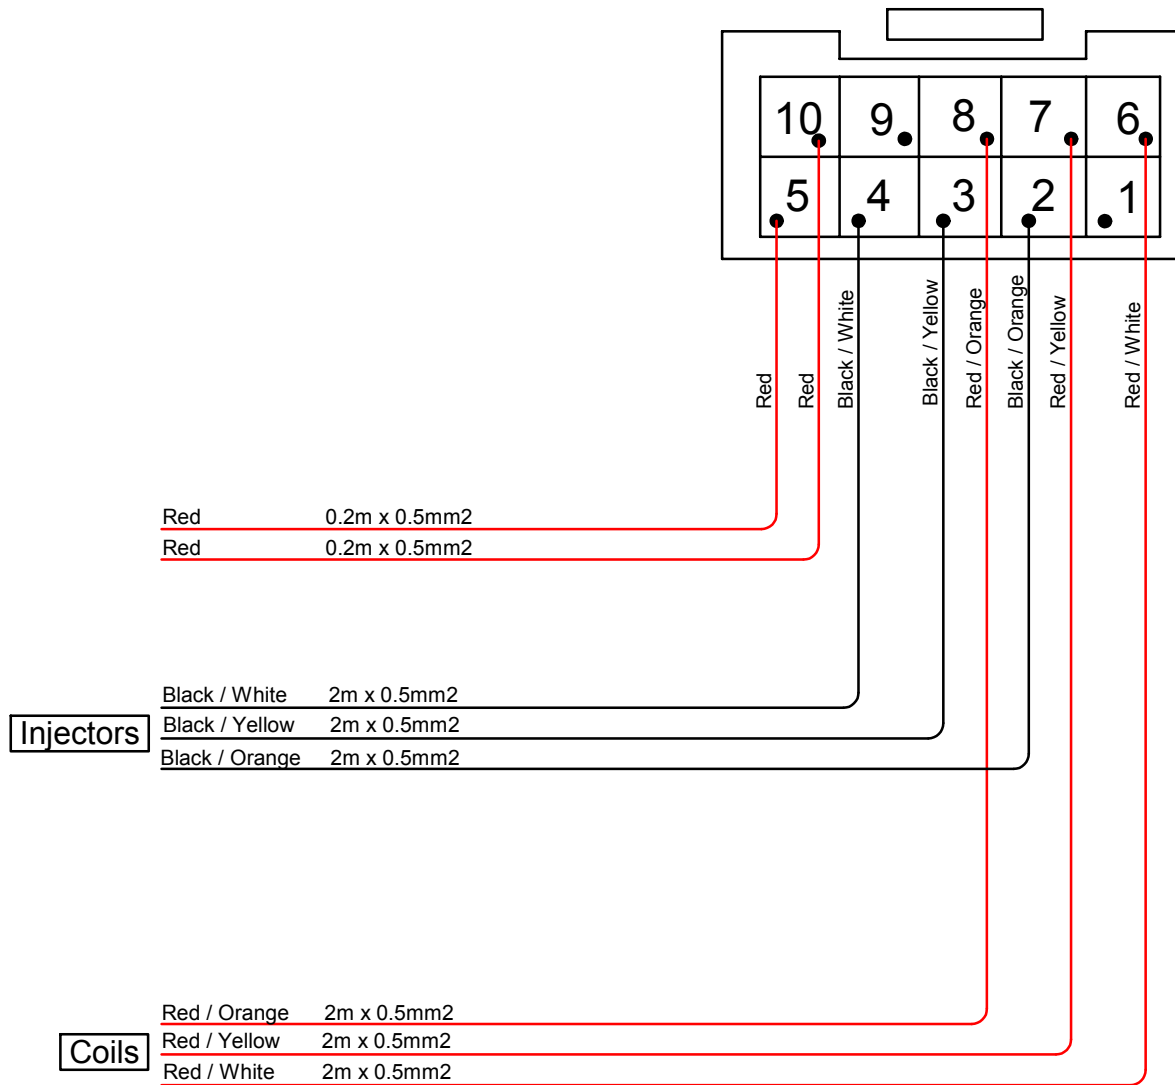 10 9 8 7 6
5 4 3 2 1
Red
Red
Black / White
Black / Yellow
Red / Orange
Black / Orange
Red / Yellow
Red / White
Red 0.2m x 0.5mm2
Red 0.2m x 0.5mm2
Injectors
Black / White 2m x 0.5mm2
Black / Yellow 2m x 0.5mm2
Black / Orange 2m x 0.5mm2
Coils
Red / Orange 2m x 0.5mm2
Red / Yellow 2m x 0.5mm2
Red / White 2m x 0.5mm2